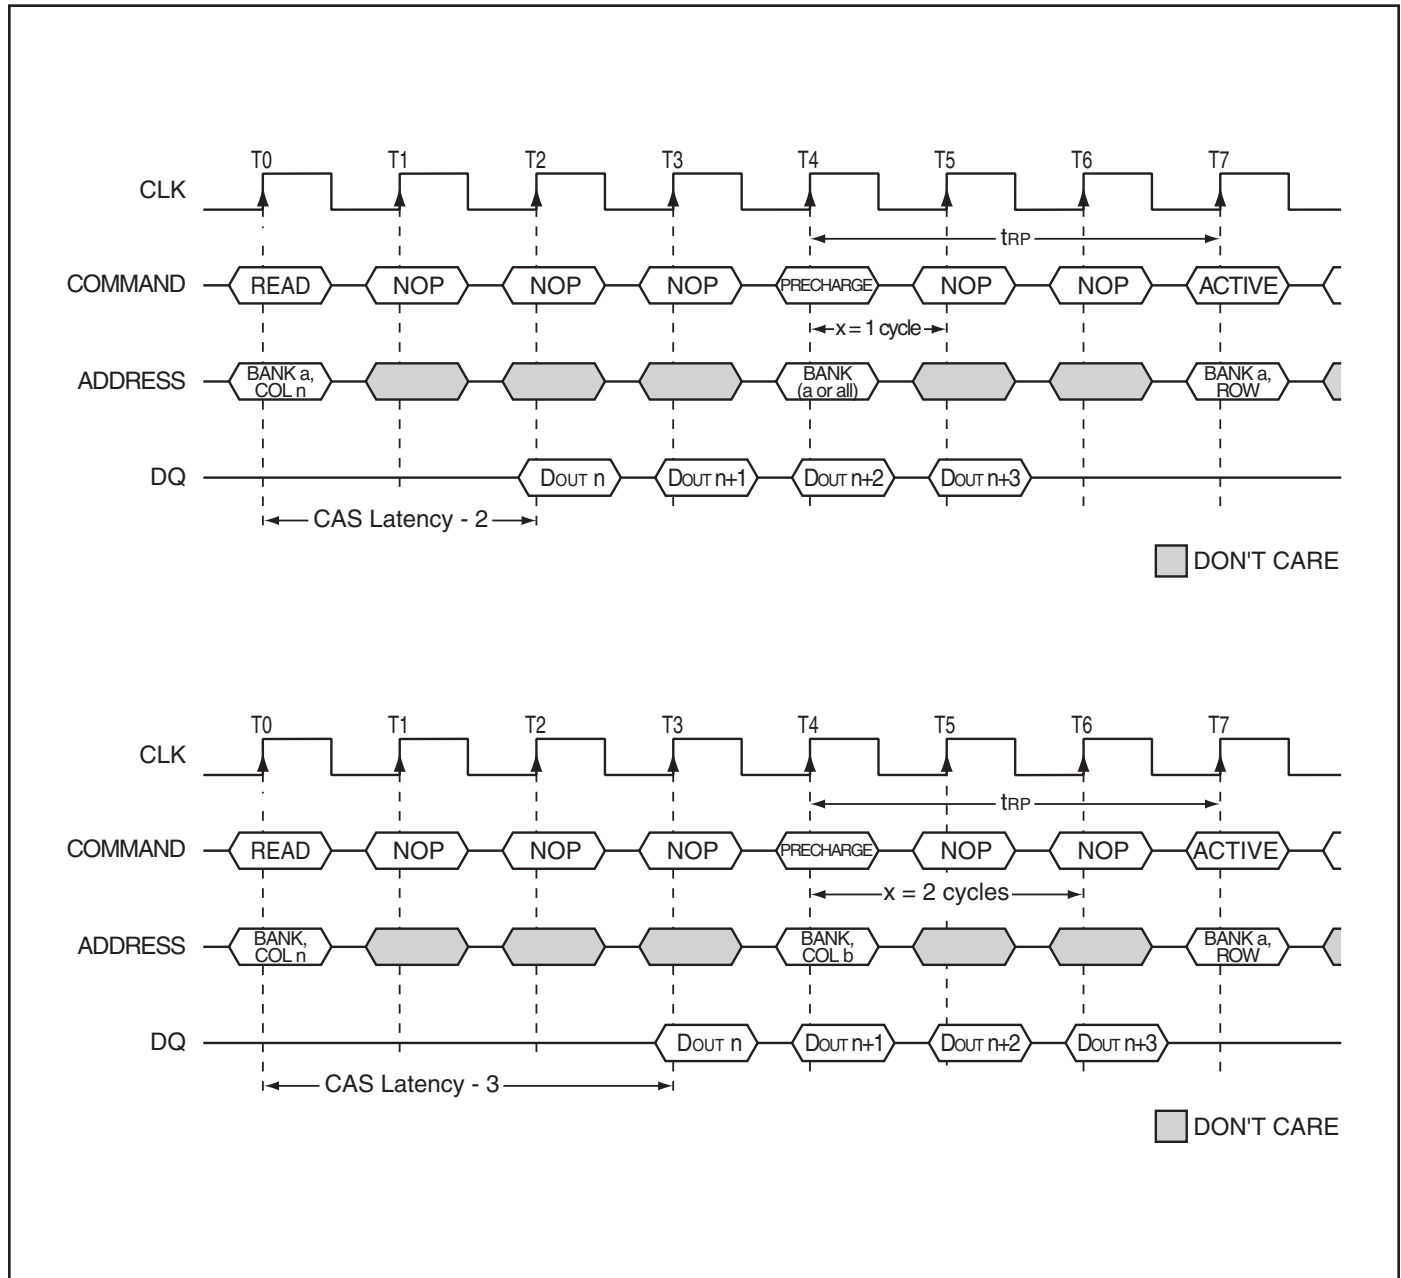 T0 T1 T2 T3 T4 T5 T6 T7
CLK
tRP
COMMAND READ NOP NOP NOP PRECHARGE NOP NOP ACTIVE
x = 1 cycle
ADDRESS BANK a, COL n BANK (a or all) BANK a, ROW
DQ DOUT n DOUT n+1 DOUT n+2 DOUT n+3
CAS Latency - 2
DON'T CARE
T0 T1 T2 T3 T4 T5 T6 T7
CLK
tRP
COMMAND READ NOP NOP NOP PRECHARGE NOP NOP ACTIVE
x = 2 cycles
ADDRESS BANK, COL n BANK, COL b BANK a, ROW
DQ DOUT n DOUT n+1 DOUT n+2 DOUT n+3
CAS Latency - 3
DON'T CARE